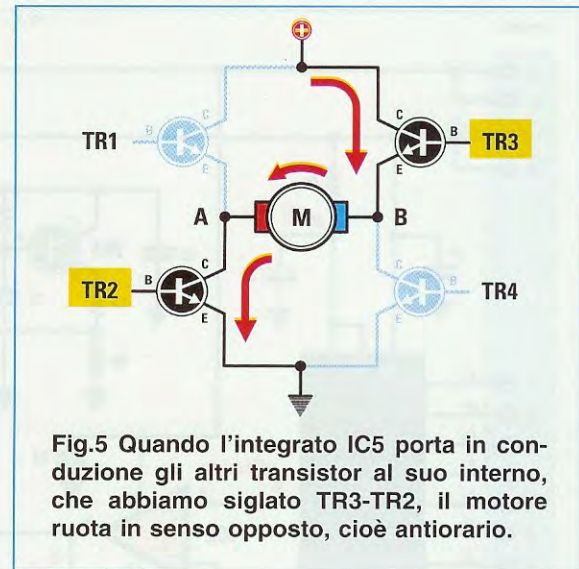 +
C
B
TR1
E
C
B
TR3
E
A
M
B
C
B
TR2
E
C
B
TR4
E
Fig.5 Quando l'integrato IC5 porta in con-
duzione gli altri transistor al suo interno,
che abbiamo siglato TR3-TR2, il motore
ruota in senso opposto, cioè antiorario.